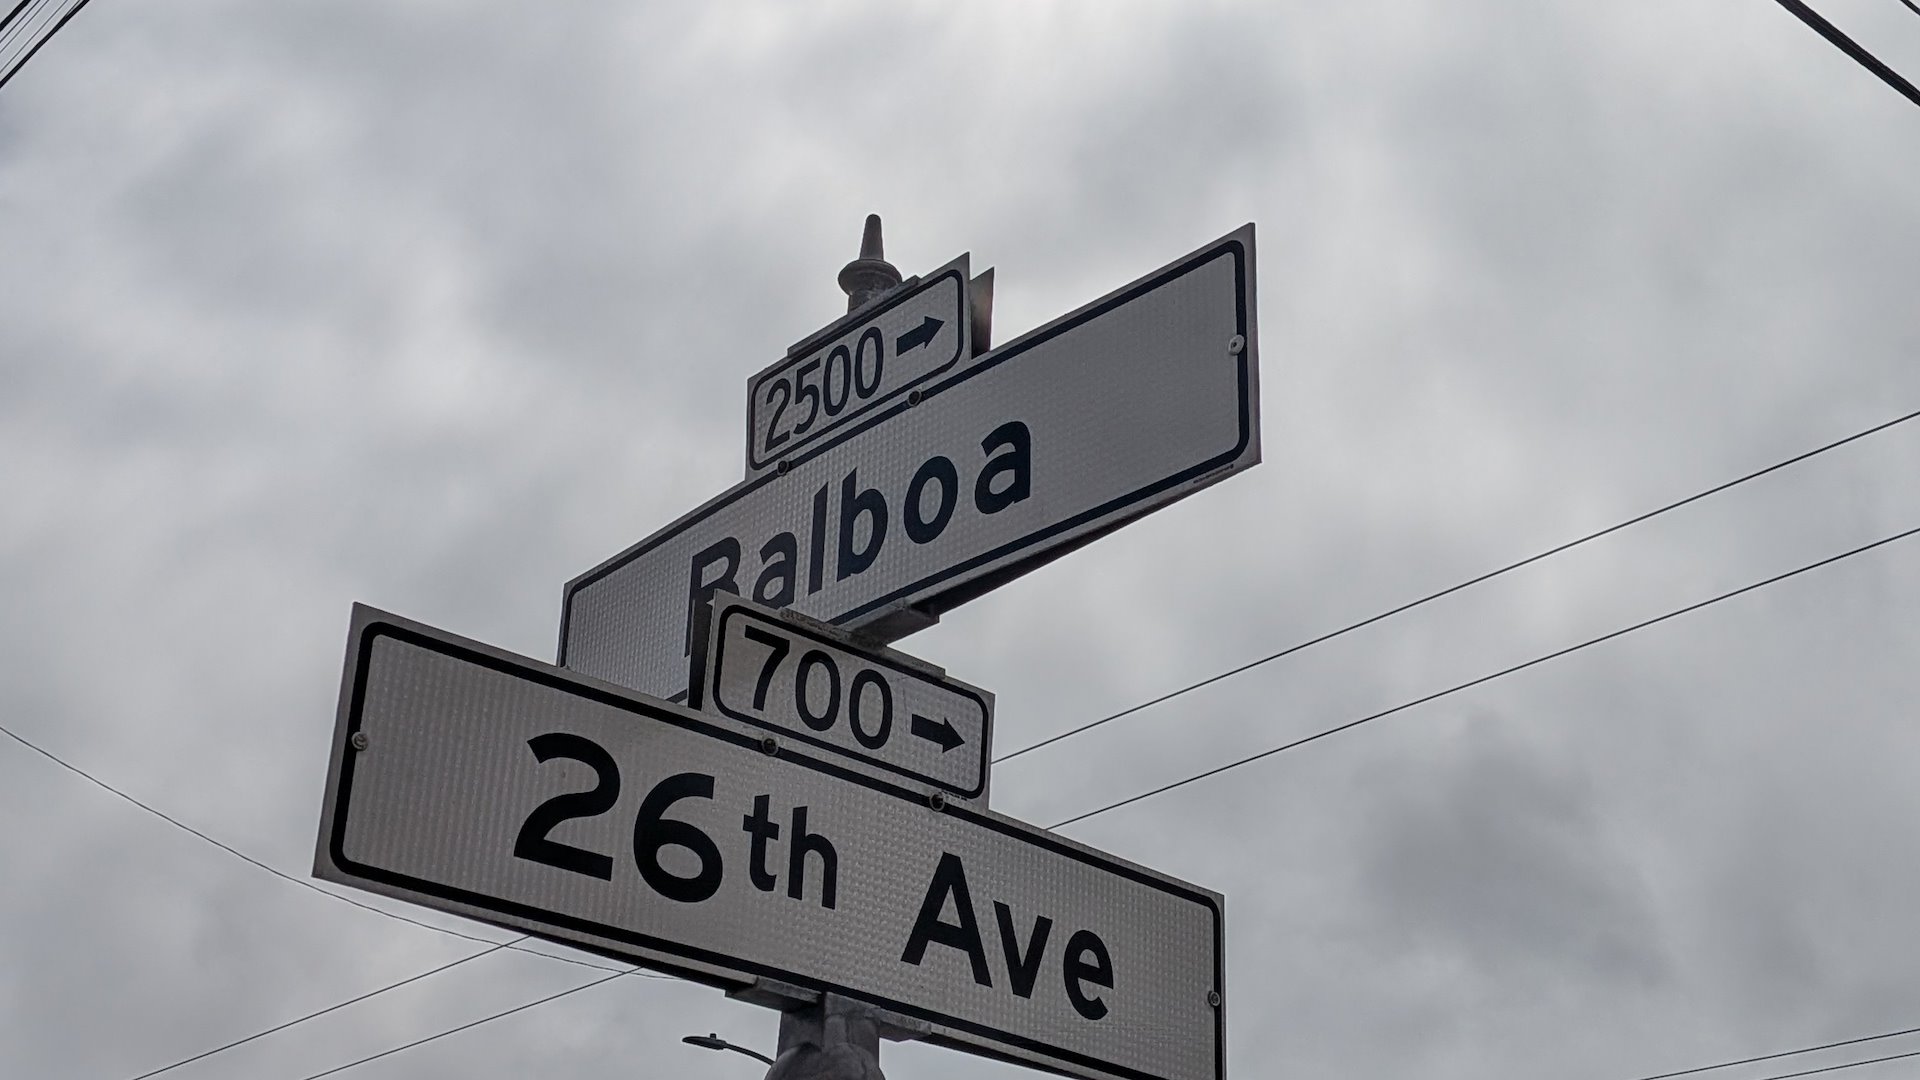 2500 →
Balboa
700 →
26th Ave